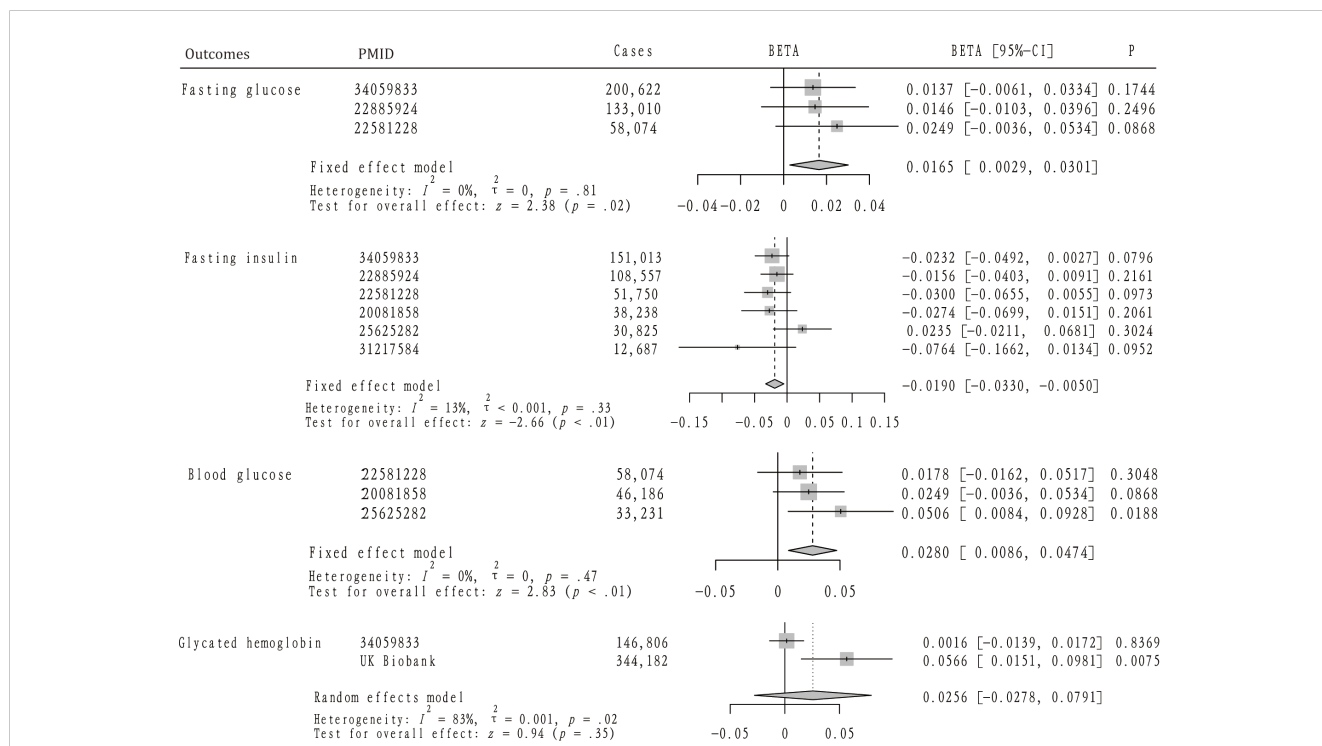 Outcomes PMID Cases BETA BETA [95%-CI] P
Fasting glucose 34059833 200,622 0.0137 [-0.0061, 0.0334] 0.1744
22885924 133,010 0.0146 [-0.0103, 0.0396] 0.2496
22581228 58,074 0.0249 [-0.0036, 0.0534] 0.0868
Fixed effect model 0.0165 [ 0.0029, 0.0301]
Heterogeneity: I² = 0%, τ² = 0, p = .81
Test for overall effect: z = 2.38 (p = .02) −0.04 −0.02 0 0.02 0.04
Fasting insulin 34059833 151,013 -0.0232 [-0.0492, 0.0027] 0.0796
22885924 108,557 -0.0156 [-0.0403, 0.0091] 0.2161
22581228 51,750 -0.0300 [-0.0655, 0.0055] 0.0973
20081858 38,238 -0.0274 [-0.0699, 0.0151] 0.2061
25625282 30,825 0.0235 [-0.0211, 0.0681] 0.3024
31217584 12,687 -0.0764 [-0.1662, 0.0134] 0.0952
Fixed effect model -0.0190 [-0.0330, -0.0050]
Heterogeneity: I² = 13%, τ² < 0.001, p = .33
Test for overall effect: z = −2.66 (p < .01) −0.15 −0.05 0 0.05 0.1 0.15
Blood glucose 22581228 58,074 0.0178 [-0.0162, 0.0517] 0.3048
20081858 46,186 0.0249 [-0.0036, 0.0534] 0.0868
25625282 33,231 0.0506 [ 0.0084, 0.0928] 0.0188
Fixed effect model 0.0280 [ 0.0086, 0.0474]
Heterogeneity: I² = 0%, τ² = 0, p = .47
Test for overall effect: z = 2.83 (p < .01) −0.05 0 0.05
Glycated hemoglobin 34059833 146,806 0.0016 [-0.0139, 0.0172] 0.8369
UK Biobank 344,182 0.0566 [ 0.0151, 0.0981] 0.0075
Random effects model 0.0256 [-0.0278, 0.0791]
Heterogeneity: I² = 83%, τ² = 0.001, p = .02
Test for overall effect: z = 0.94 (p = .35) −0.05 0 0.05